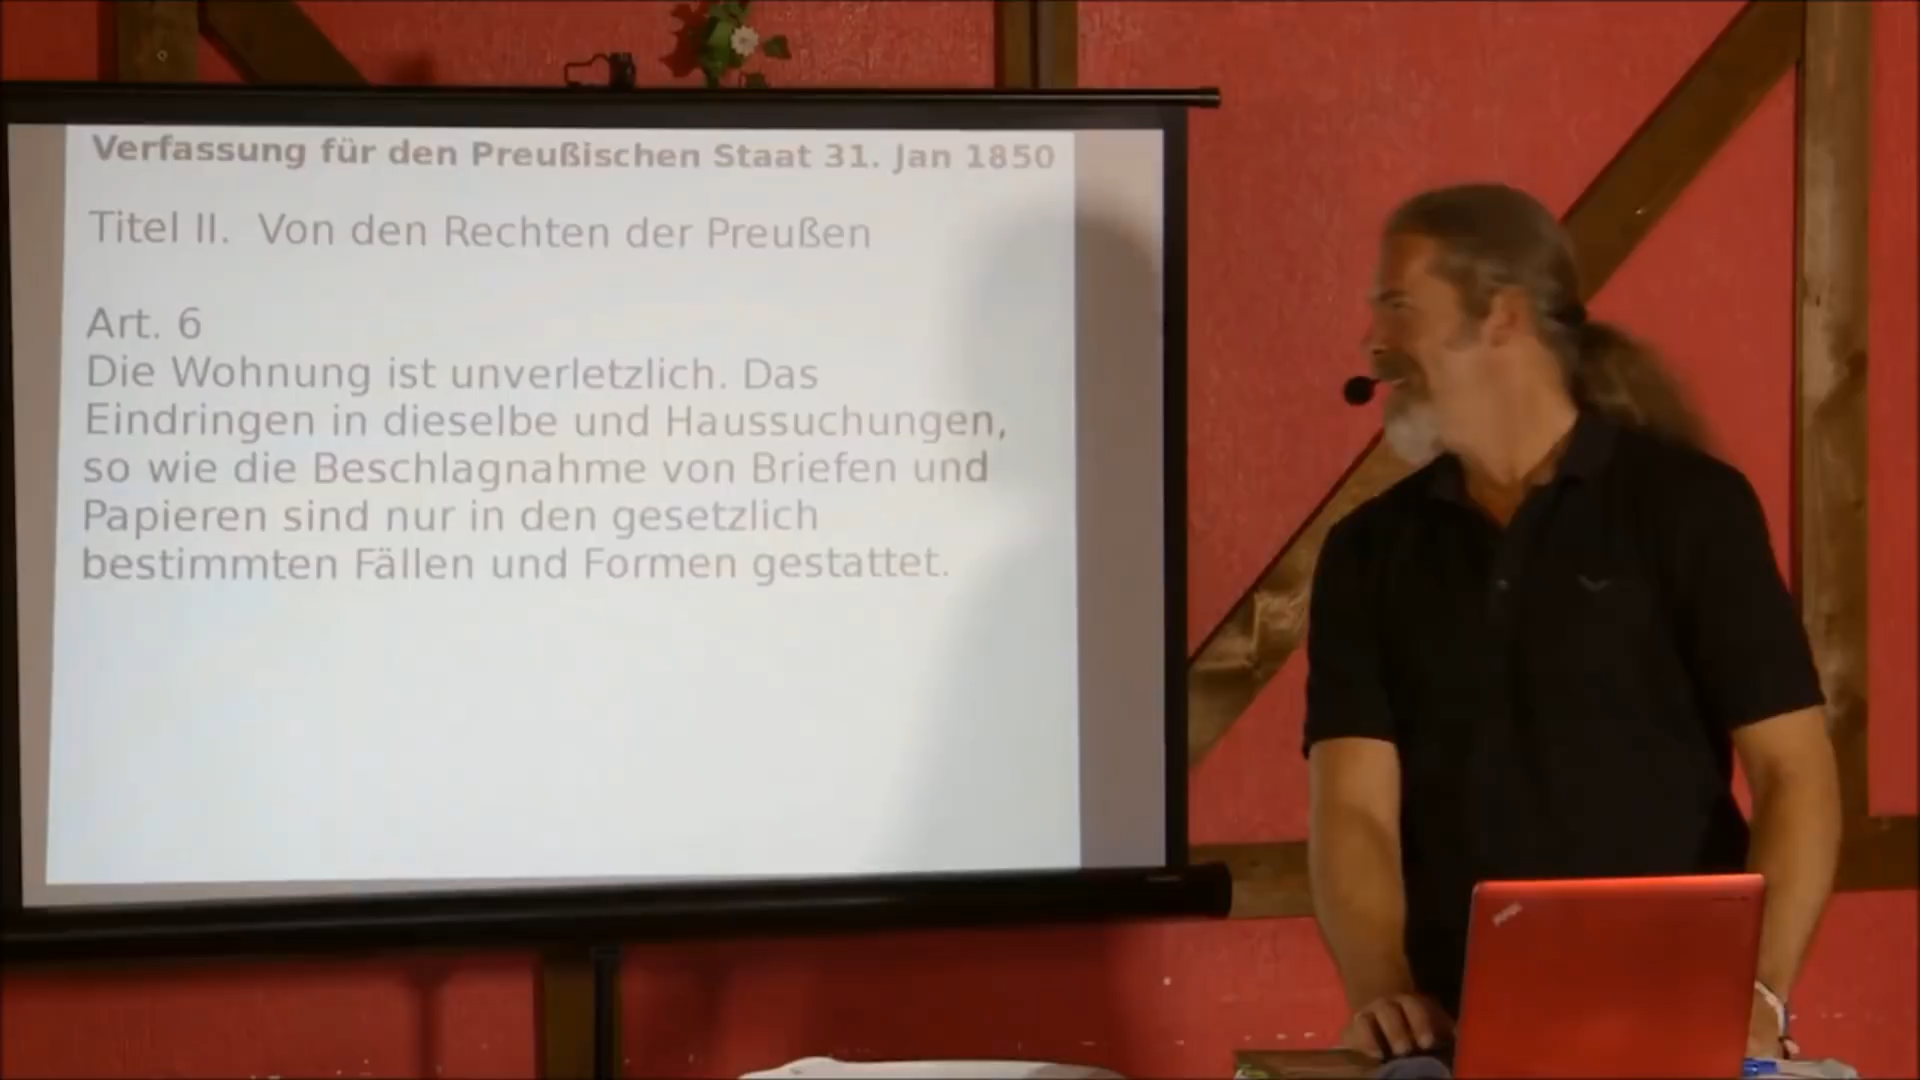 Verfassung für den Preußischen Staat 31. Jan 1850
Titel II. Von den Rechten der Preußen
Art. 6
Die Wohnung ist unverletzlich. Das
Eindringen in dieselbe und Haussuchungen,
so wie die Beschlagnahme von Briefen und
Papieren sind nur in den gesetzlich
bestimmten Fällen und Formen gestattet.